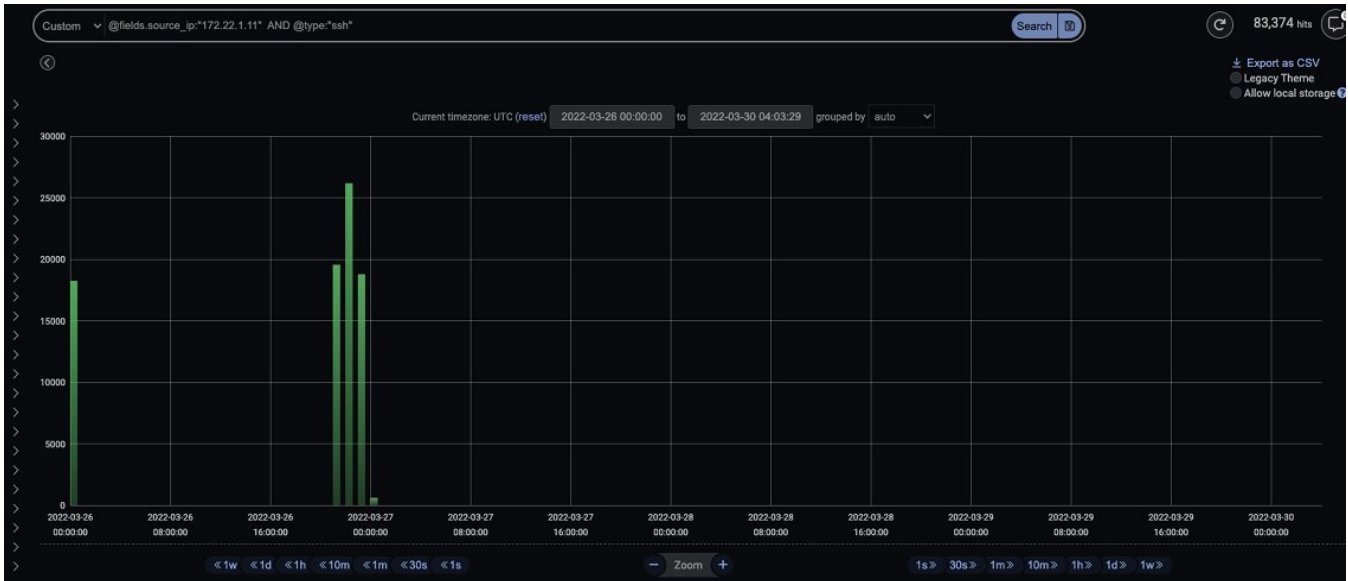 Custom @fields.source_ip:"172.22.1.11" AND @type:"ssh" Search 83,374 hits
Export as CSV
Legacy Theme
Allow local storage
Current timezone: UTC (reset) 2022-03-26 00:00:00 to 2022-03-30 04:03:29 grouped by auto
30000
25000
20000
15000
10000
5000
0
2022-03-26 2022-03-26 2022-03-26 2022-03-27 2022-03-27 2022-03-27 2022-03-28 2022-03-28 2022-03-28 2022-03-29 2022-03-29 2022-03-29 2022-03-30
00:00:00 08:00:00 16:00:00 00:00:00 08:00:00 16:00:00 00:00:00 08:00:00 16:00:00 00:00:00 08:00:00 16:00:00 00:00:00
«1w «1d «1h «10m «1m «30s «1s − Zoom + 1s» 30s» 1m» 10m» 1h» 1d» 1w»